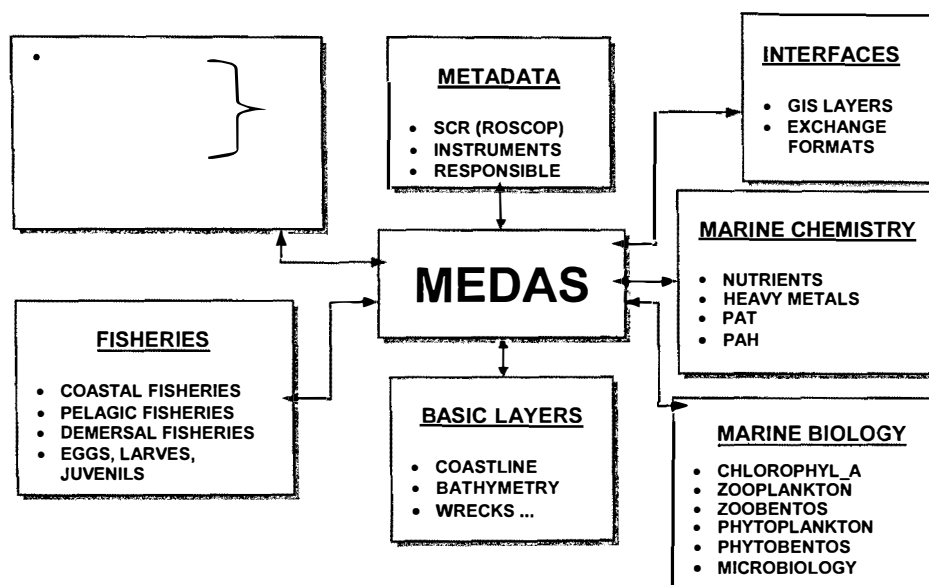 •
METADATA
• SCR (ROSCOP)
• INSTRUMENTS
• RESPONSIBLE
INTERFACES
• GIS LAYERS
• EXCHANGE
FORMATS
MEDAS
MARINE CHEMISTRY
• NUTRIENTS
• HEAVY METALS
• PAT
• PAH
FISHERIES
• COASTAL FISHERIES
• PELAGIC FISHERIES
• DEMERSAL FISHERIES
• EGGS, LARVES,
JUVENILS
BASIC LAYERS
• COASTLINE
• BATHYMETRY
• WRECKS ...
MARINE BIOLOGY
• CHLOROPHYL_A
• ZOOPLANKTON
• ZOOBENTOS
• PHYTOPLANKTON
• PHYTOBENTOS
• MICROBIOLOGY